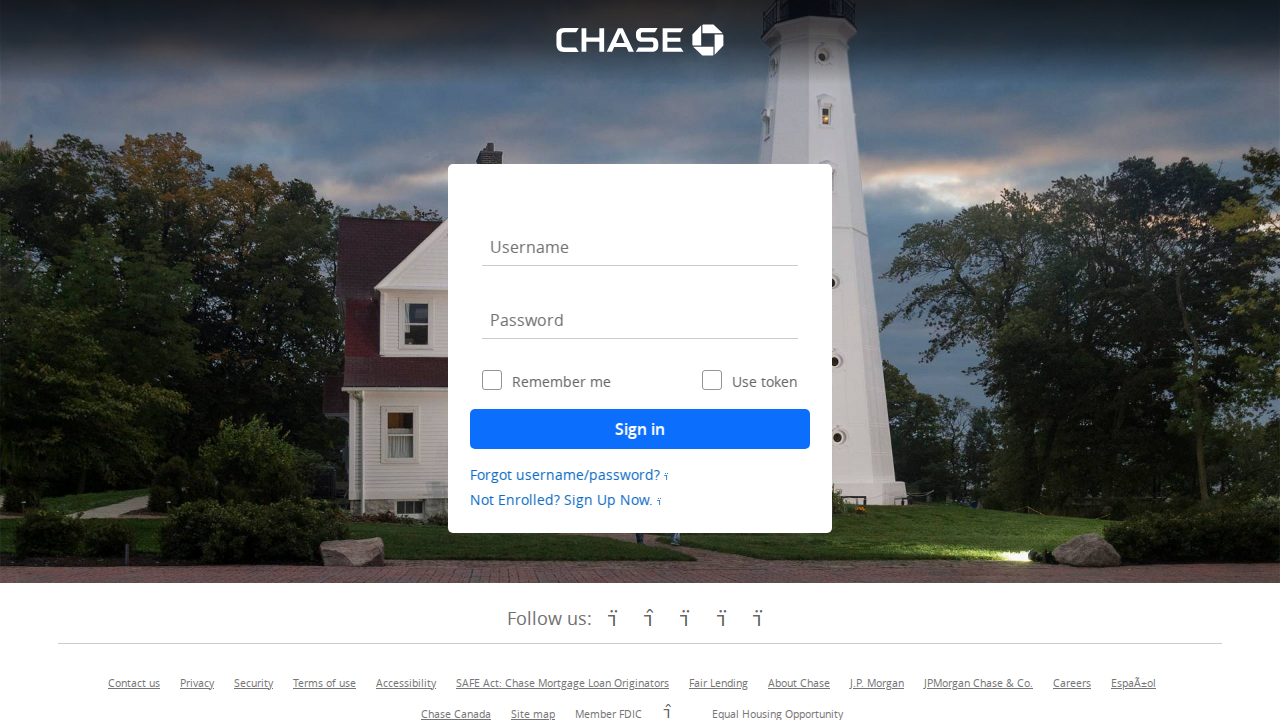 CHASE
Username
Password
Remember me Use token
Sign in
Forgot username/password? ï
Not Enrolled? Sign Up Now. ï
Follow us: ï î ï ï ï
Contact us Privacy Security Terms of use Accessibility SAFE Act: Chase Mortgage Loan Originators Fair Lending About Chase J.P. Morgan JPMorgan Chase & Co. Careers EspaÃ±ol
Chase Canada Site map Member FDIC î Equal Housing Opportunity